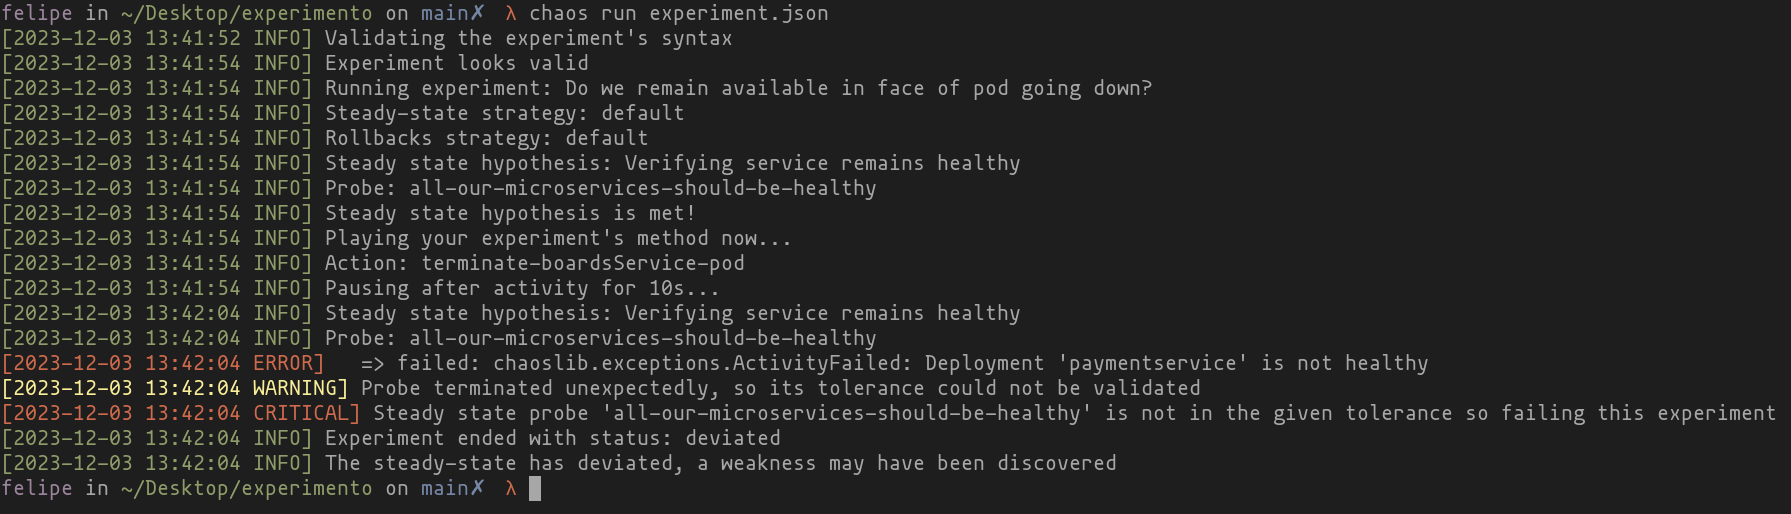 felipe in ~/Desktop/experimento on main✗ λ chaos run experiment.json
[2023-12-03 13:41:52 INFO] Validating the experiment's syntax
[2023-12-03 13:41:54 INFO] Experiment looks valid
[2023-12-03 13:41:54 INFO] Running experiment: Do we remain available in face of pod going down?
[2023-12-03 13:41:54 INFO] Steady-state strategy: default
[2023-12-03 13:41:54 INFO] Rollbacks strategy: default
[2023-12-03 13:41:54 INFO] Steady state hypothesis: Verifying service remains healthy
[2023-12-03 13:41:54 INFO] Probe: all-our-microservices-should-be-healthy
[2023-12-03 13:41:54 INFO] Steady state hypothesis is met!
[2023-12-03 13:41:54 INFO] Playing your experiment's method now...
[2023-12-03 13:41:54 INFO] Action: terminate-boardsService-pod
[2023-12-03 13:41:54 INFO] Pausing after activity for 10s...
[2023-12-03 13:42:04 INFO] Steady state hypothesis: Verifying service remains healthy
[2023-12-03 13:42:04 INFO] Probe: all-our-microservices-should-be-healthy
[2023-12-03 13:42:04 ERROR]   => failed: chaoslib.exceptions.ActivityFailed: Deployment 'paymentservice' is not healthy
[2023-12-03 13:42:04 WARNING] Probe terminated unexpectedly, so its tolerance could not be validated
[2023-12-03 13:42:04 CRITICAL] Steady state probe 'all-our-microservices-should-be-healthy' is not in the given tolerance so failing this experiment
[2023-12-03 13:42:04 INFO] Experiment ended with status: deviated
[2023-12-03 13:42:04 INFO] The steady-state has deviated, a weakness may have been discovered
felipe in ~/Desktop/experimento on main✗ λ